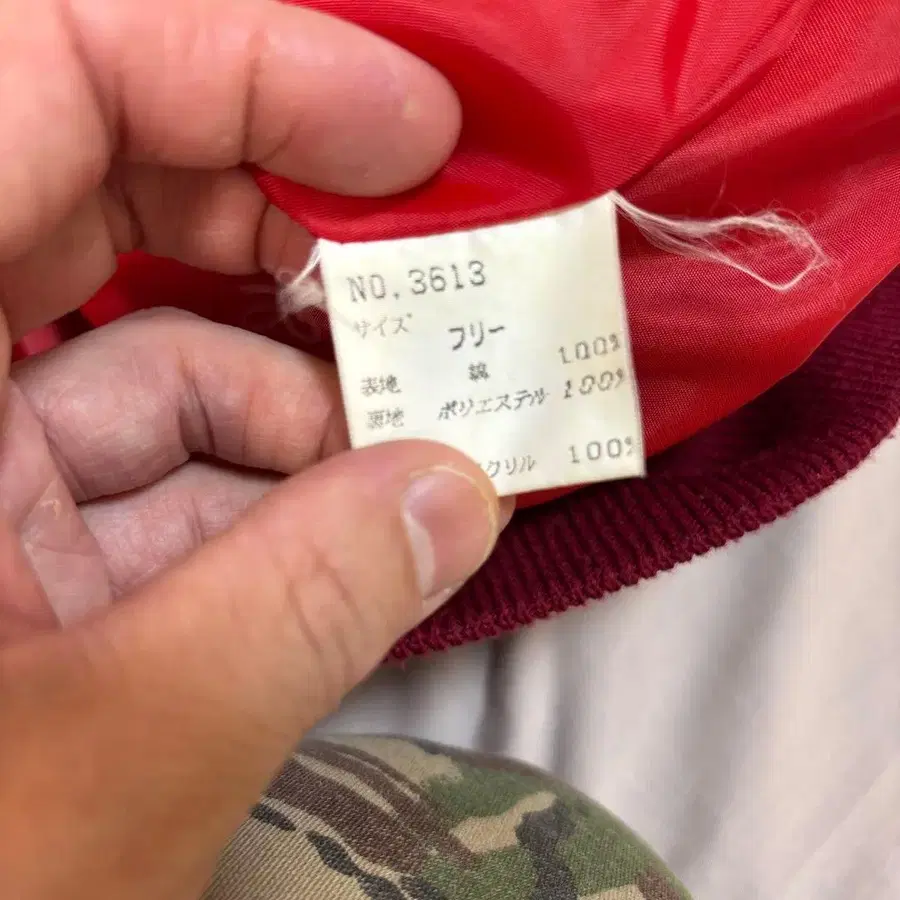 NO.3613
サイズ フリー
表地 綿 100%
裏地 ポリエステル 100%
クリル 100%